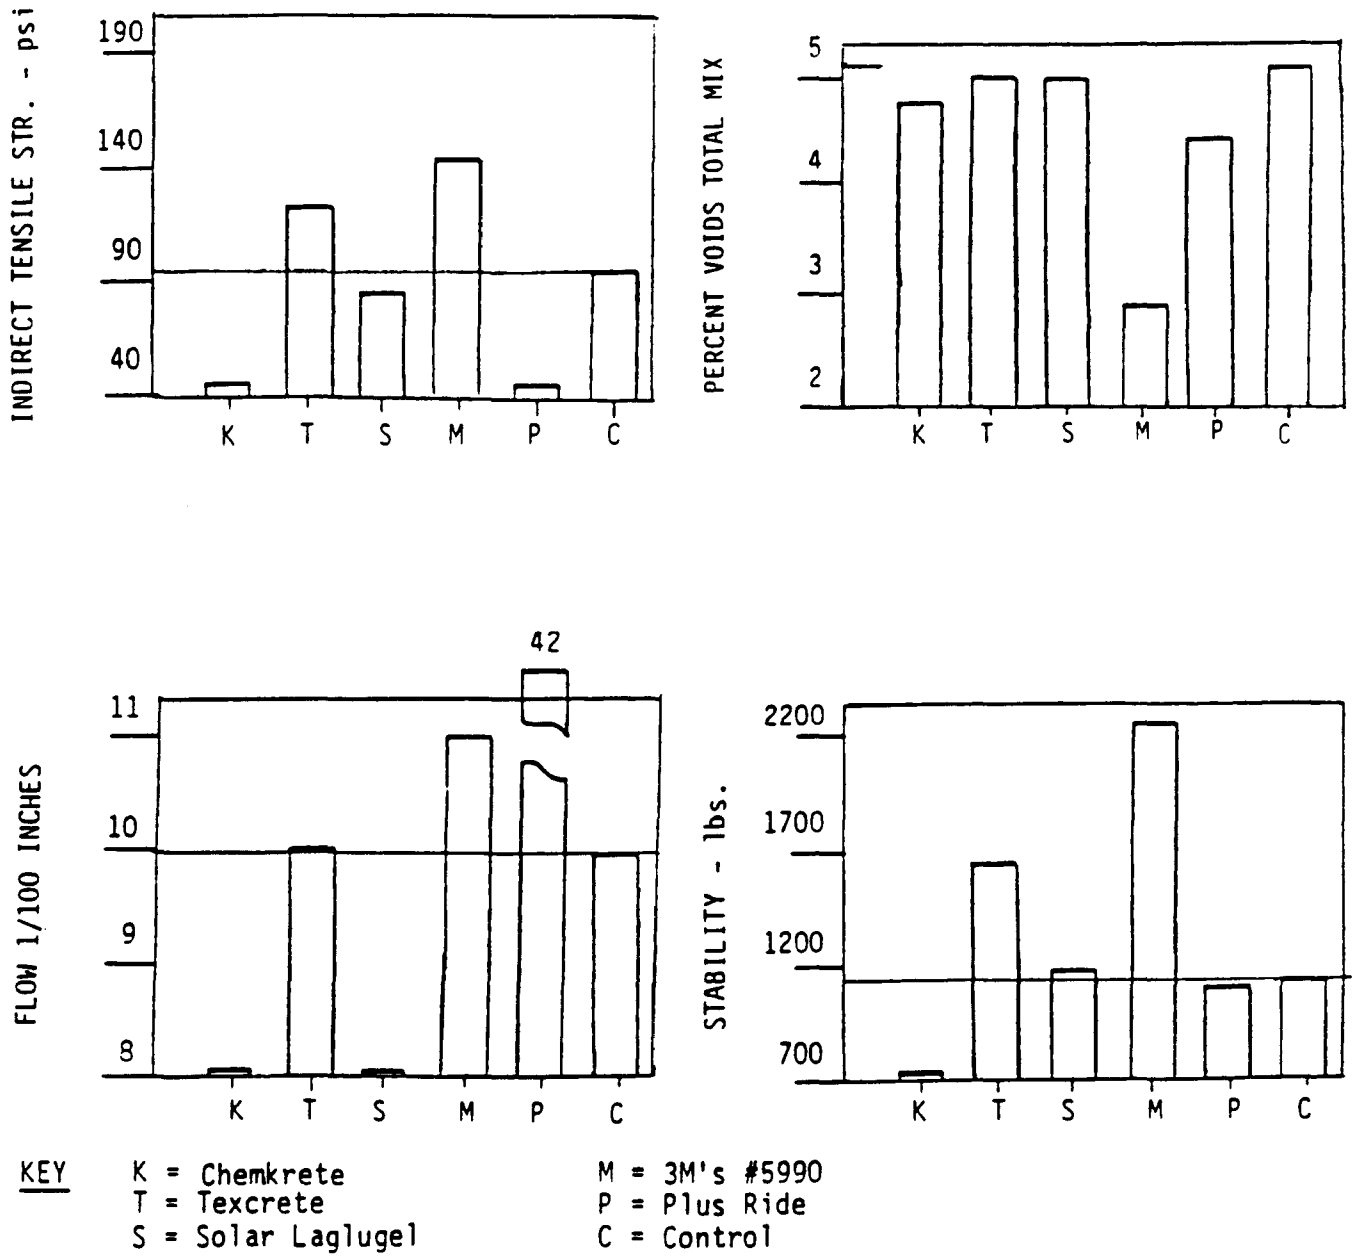 INDIRECT TENSILE STR. - psi
190
140
90
40
K T S M P C
PERCENT VOIDS TOTAL MIX
5
4
3
2
K T S M P C
FLOW 1/100 INCHES
42
11
10
9
8
K T S M P C
STABILITY - lbs.
2200
1700
1200
700
K T S M P C
KEY
K = Chemkrete
T = Texcrete
S = Solar Laglugel
M = 3M's #5990
P = Plus Ride
C = Control